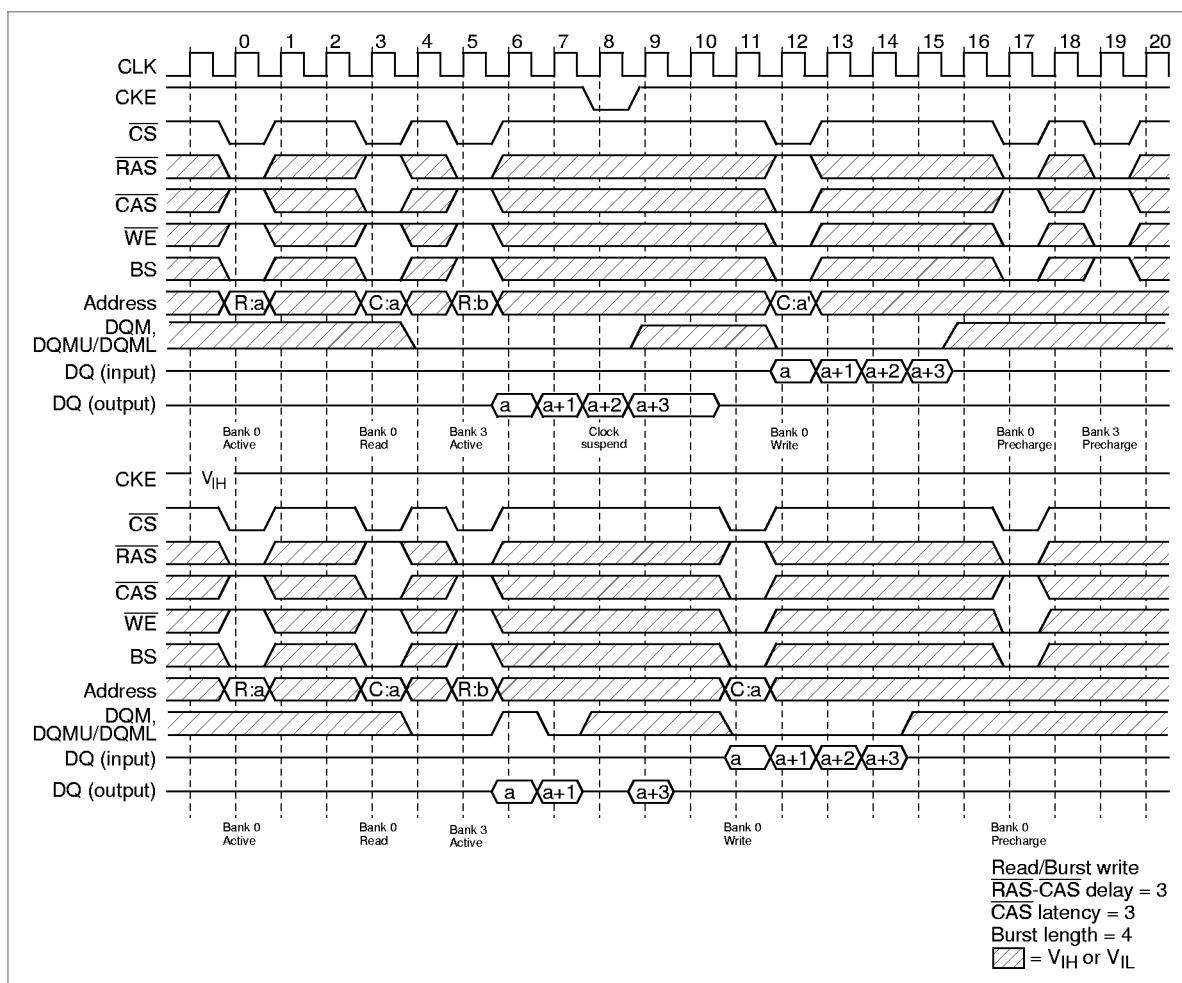 0 1 2 3 4 5 6 7 8 9 10 11 12 13 14 15 16 17 18 19 20
CLK
CKE
CS
RAS
CAS
WE
BS
Address R:a C:a R:b C:a'
DQM,
DQMU/DQML
DQ (input) a a+1 a+2 a+3
DQ (output) a a+1 a+2 a+3
Bank 0 Active
Bank 0 Read
Bank 3 Active
Clock suspend
Bank 0 Write
Bank 0 Precharge
Bank 3 Precharge
CKE VIH
CS
RAS
CAS
WE
BS
Address R:a C:a R:b C:a
DQM,
DQMU/DQML
DQ (input) a a+1 a+2 a+3
DQ (output) a a+1 a+3
Bank 0 Active
Bank 0 Read
Bank 3 Active
Bank 0 Write
Bank 0 Precharge
Read/Burst write
RAS-CAS delay = 3
CAS latency = 3
Burst length = 4
= VIH or VIL